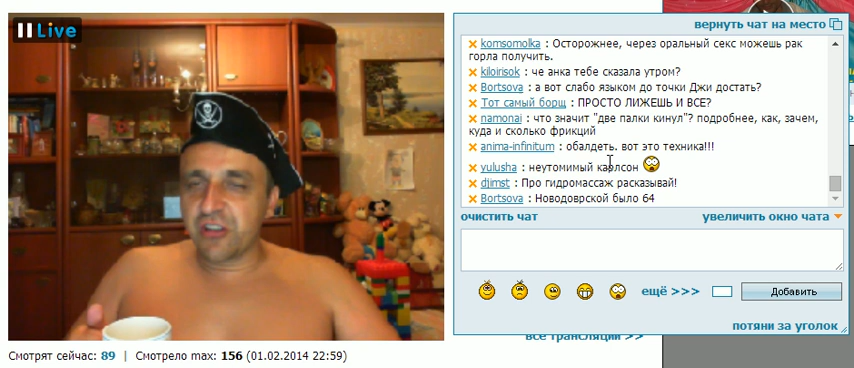 Live
вернуть чат на место
komsomolka : Осторожнее, через оральный секс можешь рак
горла получить.
kiloirisok : че анка тебе сказала утром?
Bortsova : а вот слабо языком до точки Джи достать?
Тот самый борщ : ПРОСТО ЛИЖЕШЬ И ВСЕ?
namonai : что значит "две палки кинул"? подробнее, как, зачем,
куда и сколько фрикций
anima-infinitum : обалдеть. вот это техника!!!
yulusha : неутомимый карлсон
djimst : Про гидромассаж рассказывай!
Bortsova : Новодоврской было 64
очистить чат
увеличить окно чата
ещё >>>
Добавить
потяни за уголок
все трансляции >>
Смотрят сейчас: 89 | Смотрело max: 156 (01.02.2014 22:59)